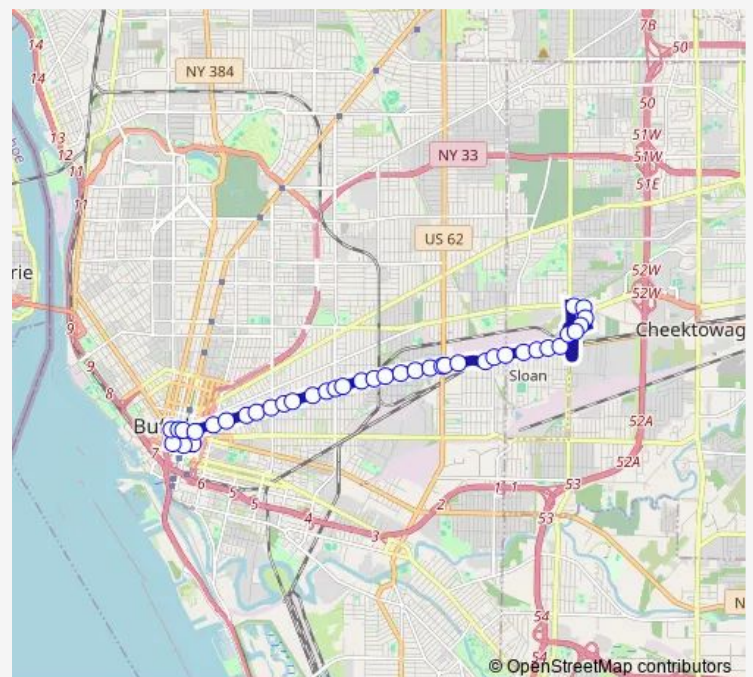 7B
50
14
14
NY 384
50
13
51W
12
51W
11
NY 33
51E
11
US 62
52W
rie
52W
9
Cheektowag
9
Sloan
8
52A
Bu
7
52A
6
5
5
1
1
53
4
2
53
3
N
54
54
© OpenStreetMap contributors